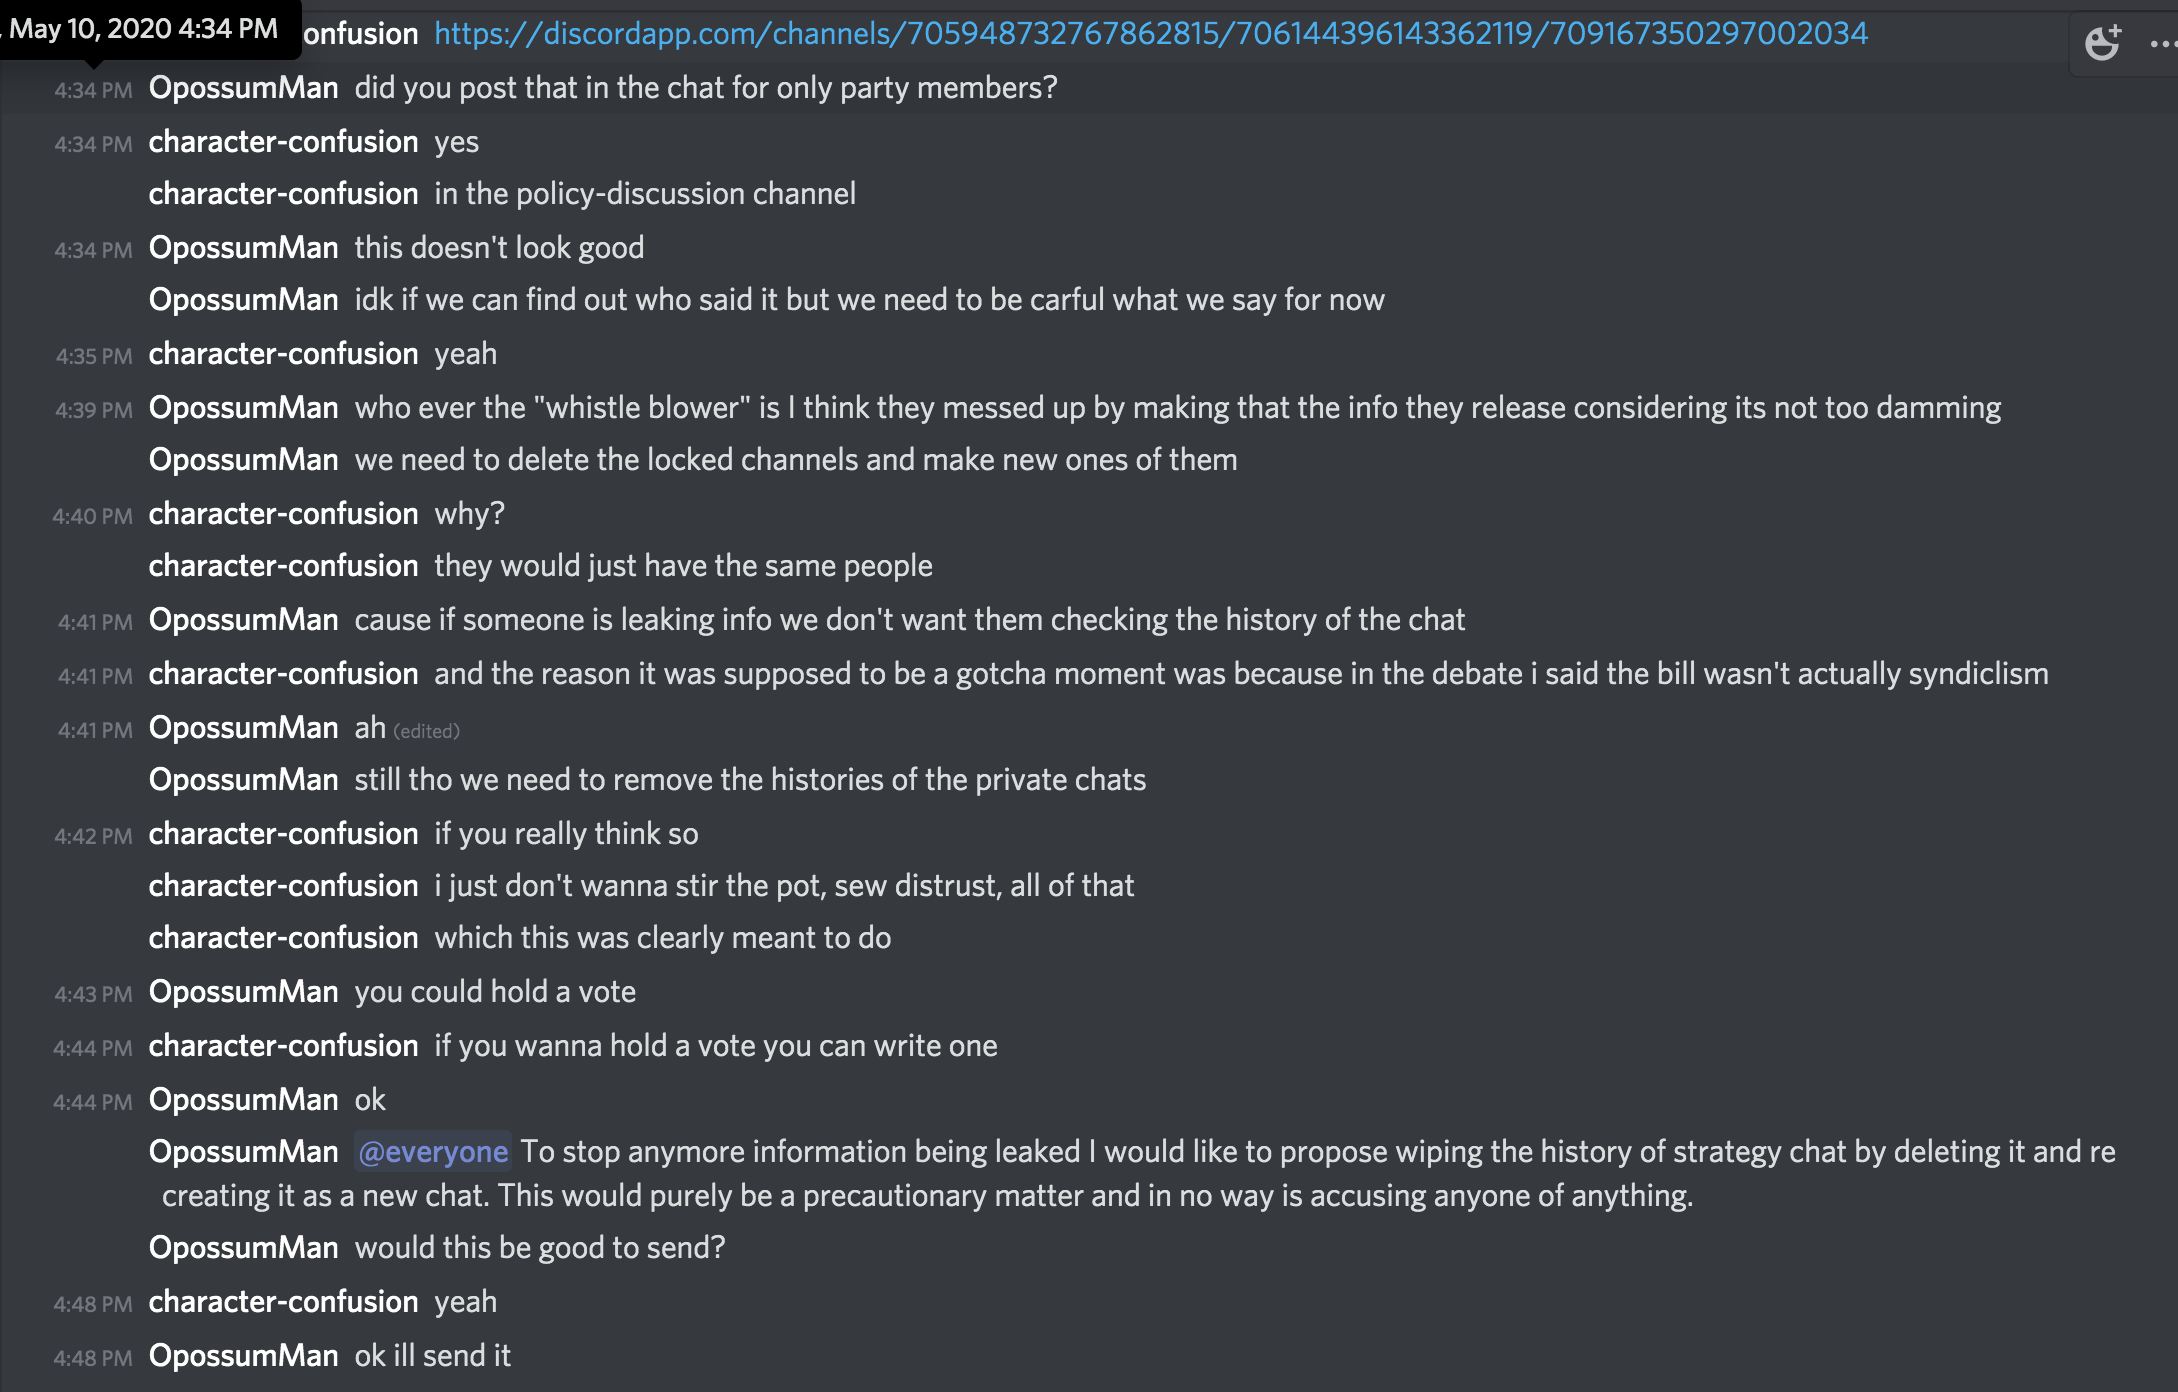 , May 10, 2020 4:34 PM onfusion https://discordapp.com/channels/705948732767862815/706144396143362119/709167350297002034
4:34 PM OpossumMan did you post that in the chat for only party members?
4:34 PM character-confusion yes
character-confusion in the policy-discussion channel
4:34 PM OpossumMan this doesn't look good
OpossumMan idk if we can find out who said it but we need to be carful what we say for now
4:35 PM character-confusion yeah
4:39 PM OpossumMan who ever the "whistle blower" is I think they messed up by making that the info they release considering its not too damming
OpossumMan we need to delete the locked channels and make new ones of them
4:40 PM character-confusion why?
character-confusion they would just have the same people
4:41 PM OpossumMan cause if someone is leaking info we don't want them checking the history of the chat
4:41 PM character-confusion and the reason it was supposed to be a gotcha moment was because in the debate i said the bill wasn't actually syndiclism
4:41 PM OpossumMan ah (edited)
OpossumMan still tho we need to remove the histories of the private chats
4:42 PM character-confusion if you really think so
character-confusion i just don't wanna stir the pot, sew distrust, all of that
character-confusion which this was clearly meant to do
4:43 PM OpossumMan you could hold a vote
4:44 PM character-confusion if you wanna hold a vote you can write one
4:44 PM OpossumMan ok
OpossumMan @everyone To stop anymore information being leaked I would like to propose wiping the history of strategy chat by deleting it and re
creating it as a new chat. This would purely be a precautionary matter and in no way is accusing anyone of anything.
OpossumMan would this be good to send?
4:48 PM character-confusion yeah
4:48 PM OpossumMan ok ill send it